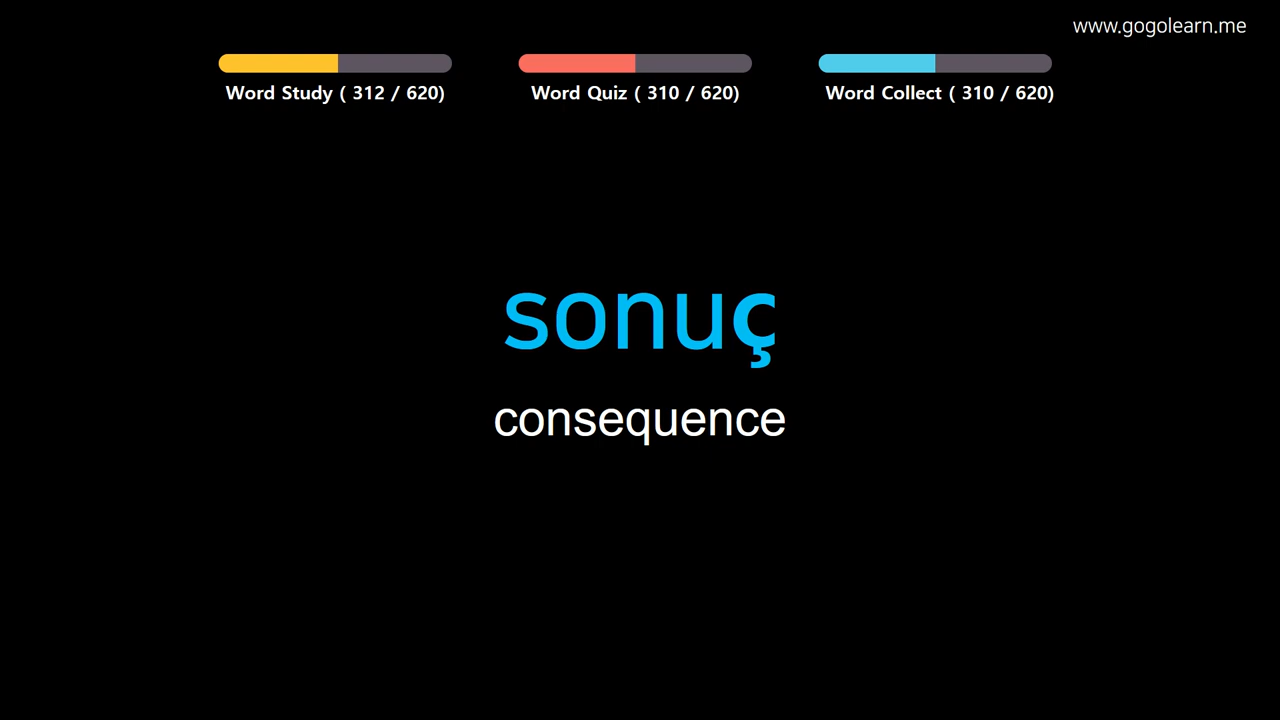 www.gogolearn.me
Word Study ( 312 / 620)
Word Quiz ( 310 / 620)
Word Collect ( 310 / 620)
sonuç
consequence